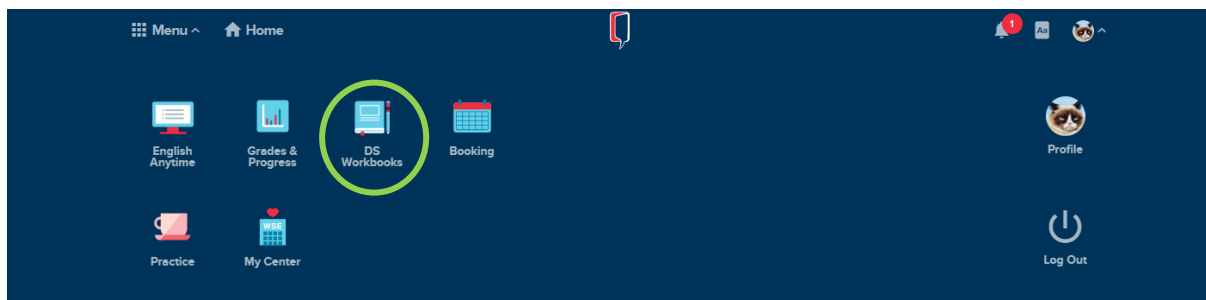 Menu
Home
1
Aa
English
Anytime
Grades &
Progress
DS
Workbooks
Booking
Profile
WSE
Practice
My Center
Log Out